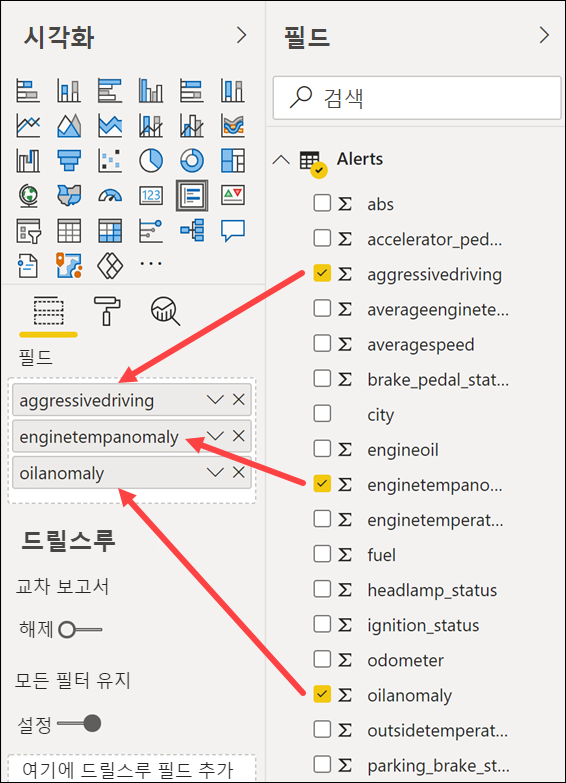 시각화
123
필드
aggressivedriving
enginetempanomaly
oilanomaly
드릴스루
교차 보고서
해제
모든 필터 유지
설정
여기에 드릴스루 필드 추가
필드
검색
Alerts
abs
accelerator_ped...
aggressivedriving
averageenginete...
averagespeed
brake_pedal_stat...
city
engineoil
enginetempano...
enginetemperat...
fuel
headlamp_status
ignition_status
odometer
oilanomaly
outsidetemperat...
parking_brake_st...